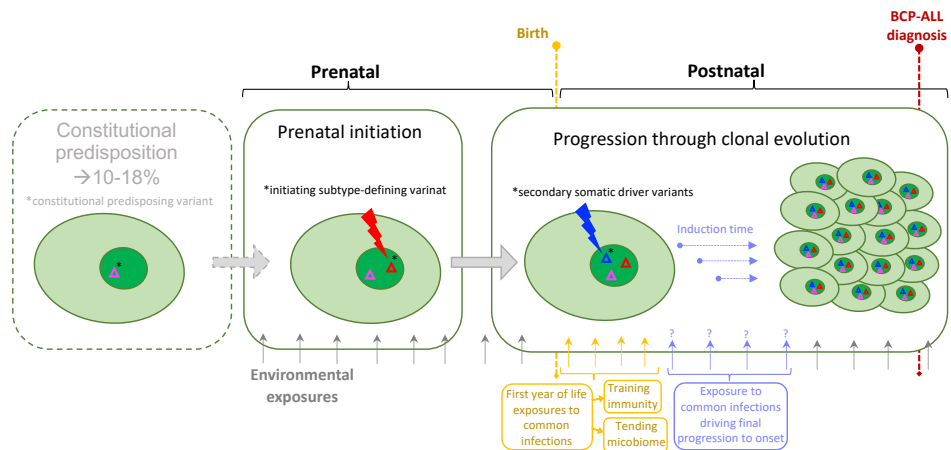 Birth
BCP-ALL
diagnosis
Prenatal
Postnatal
Constitutional
predisposition
→10-18%
*constitutional predisposing variant
*
Prenatal initiation
*initiating subtype-defining varinat
*
Progression through clonal evolution
*secondary somatic driver variants
*
Induction time
? ? ? ?
Environmental
exposures
First year of life
exposures to
common
infections
Training
immunity
Tending
micobiome
Exposure to
common infections
driving final
progression to onset